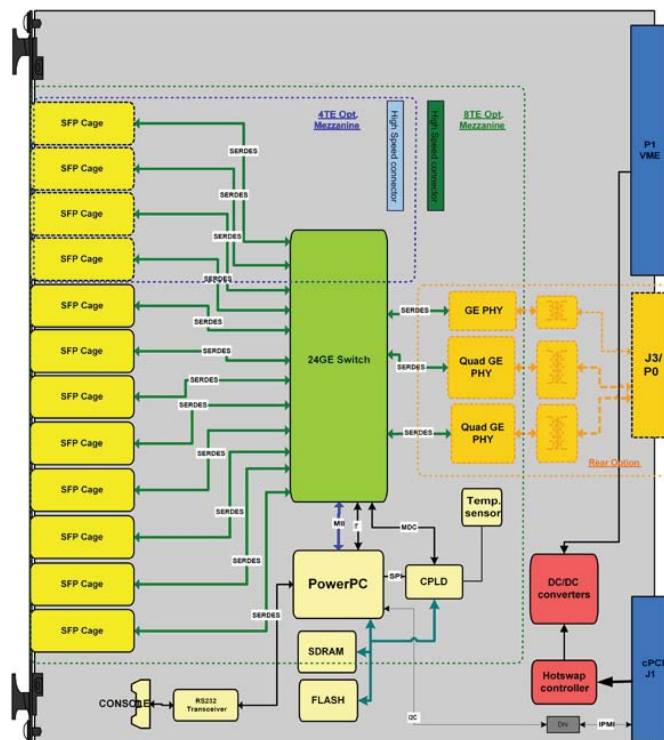 4TE Opt.
Mezzanine
High Speed connector
High Speed connector
8TE Opt.
Mezzanine
P1
VME
SFP Cage
SFP Cage
SFP Cage
SFP Cage
SFP Cage
SFP Cage
SFP Cage
SFP Cage
SFP Cage
SFP Cage
SFP Cage
SFP Cage
SERDES
SERDES
SERDES
SERDES
SERDES
SERDES
SERDES
SERDES
SERDES
SERDES
SERDES
SERDES
24GE Switch
SERDES
SERDES
SERDES
GE PHY
Quad GE
PHY
Quad GE
PHY
J3/
P0
Rear Option
Temp.
sensor
MII
MDC
PowerPC
SPI
CPLD
DC/DC
converters
SDRAM
FLASH
Hotswap
controller
J1
CONSOLE
RS232
Transceiver
I2C
Driv
IPMI